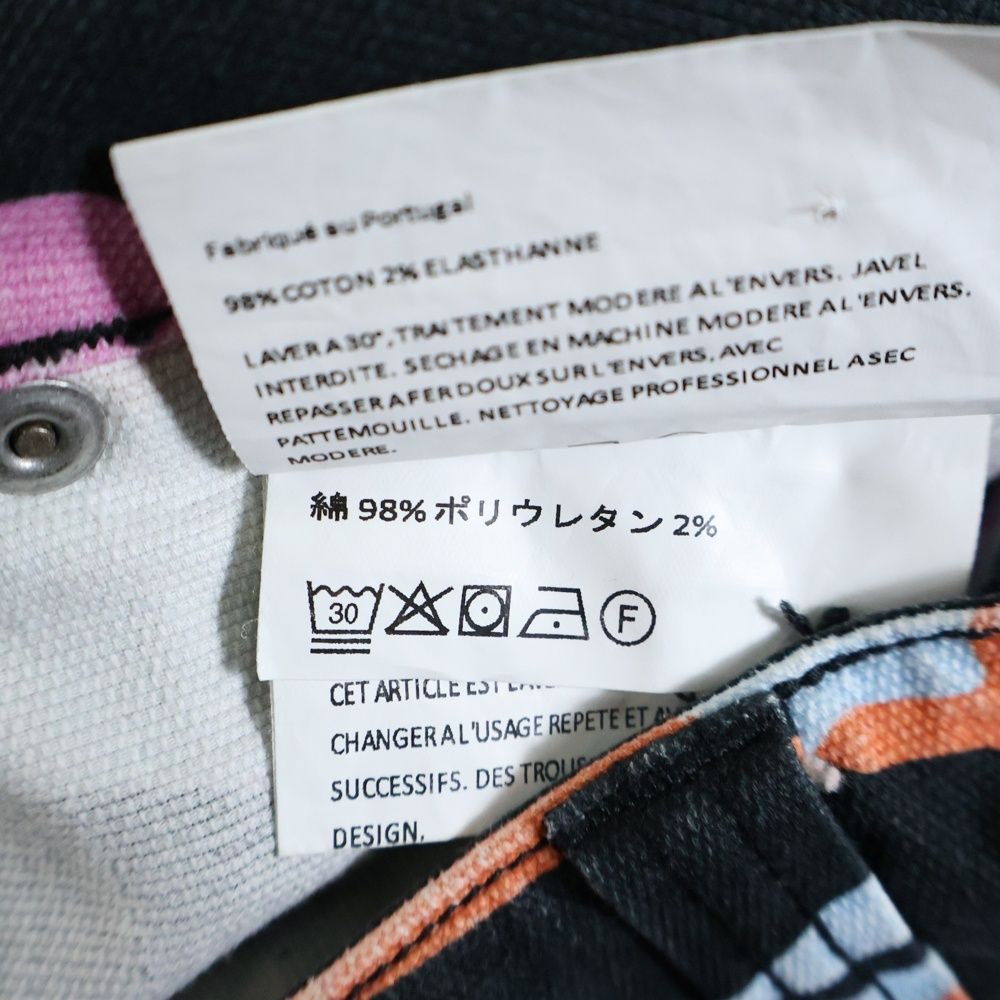 Fabriqué au Portugal
98% COTON 2% ELASTHANNE
LAVER A 30°, TRAITEMENT MODERE A L'ENVERS. JAVEL
INTERDITE. SECHAGE EN MACHINE MODERE A L'ENVERS.
REPASSER A FER DOUX SUR L'ENVERS, AVEC
PATTEMOUILLE. NETTOYAGE PROFESSIONNEL A SEC
MODERE.
綿 98% ポリウレタン 2%
30 F
CET ARTICLE EST
CHANGER A L'USAGE REPETE ET
SUCCESSIFS. DES
DESIGN.